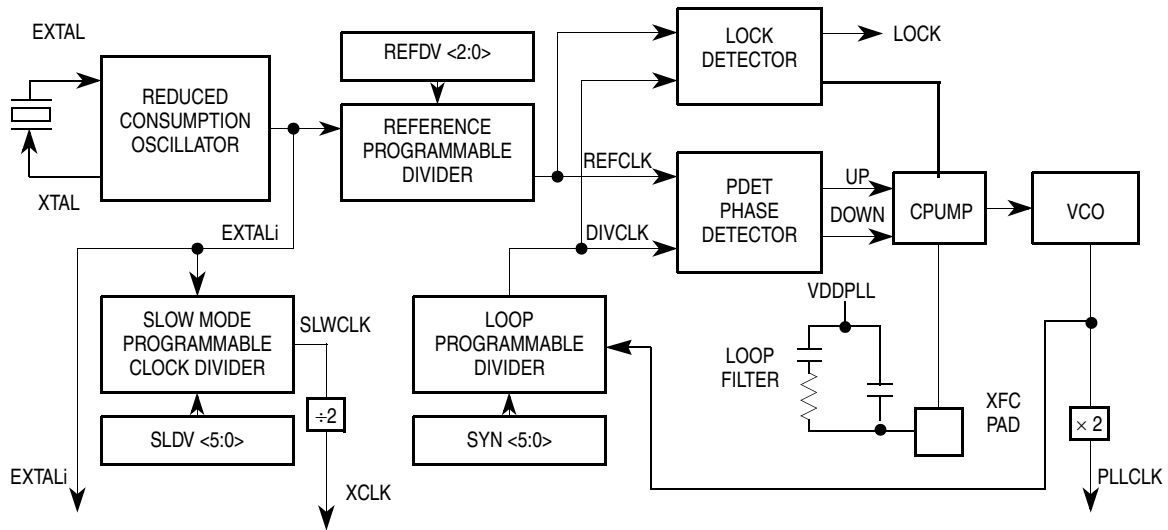 EXTAL
REDUCED
CONSUMPTION
OSCILLATOR
XTAL
REFDV <2:0>
REFERENCE
PROGRAMMABLE
DIVIDER
LOCK
DETECTOR
LOCK
REFCLK
PDET
PHASE
DETECTOR
UP
DOWN
CPUMP
VCO
EXTALi
DIVCLK
SLOW MODE
PROGRAMMABLE
CLOCK DIVIDER
SLWCLK
÷2
SLDV <5:0>
LOOP
PROGRAMMABLE
DIVIDER
SYN <5:0>
VDDPLL
LOOP
FILTER
XFC
PAD
× 2
EXTALi
XCLK
PLLCLK